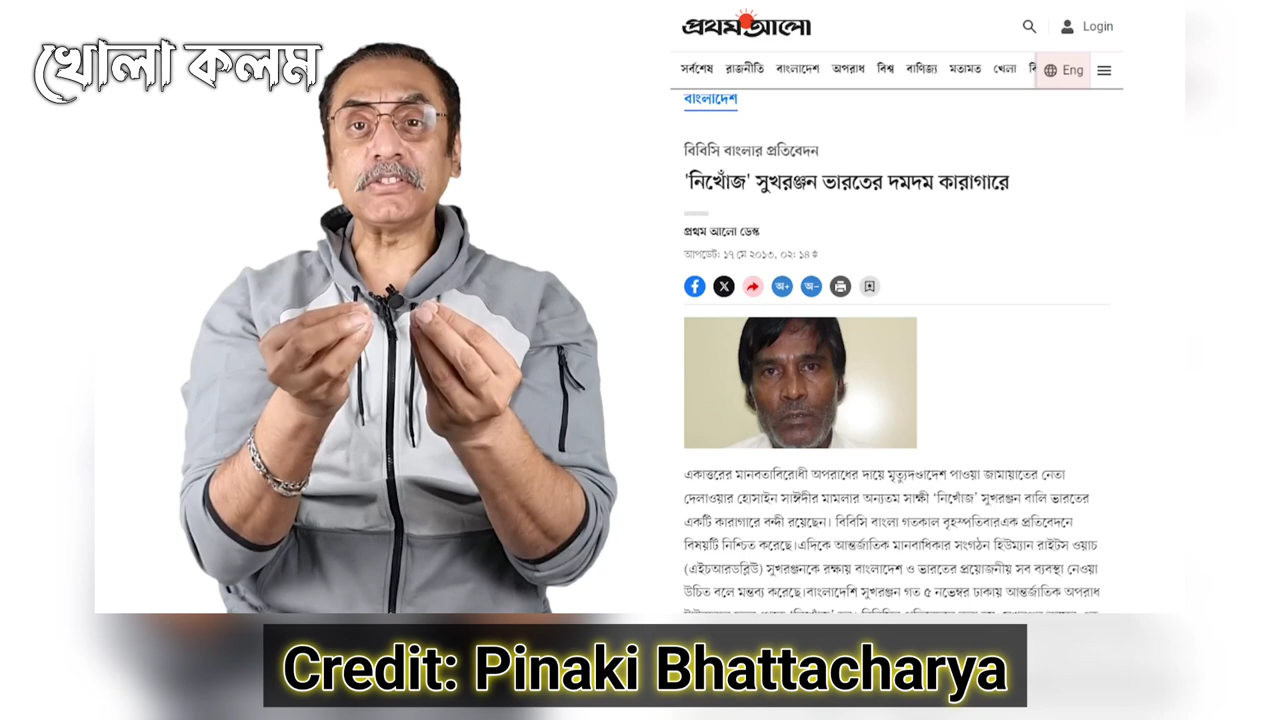 খোলা কলম
প্রথম আলো
Login
সর্বশেষ রাজনীতি বাংলাদেশ অপরাধ বিশ্ব বাণিজ্য মতামত খেলা Eng
বাংলাদেশ
বিবিসি বাংলার প্রতিবেদন
'নিখোঁজ' সুখরঞ্জন ভারতের দমদম কারাগারে
প্রথম আলো ডেস্ক
আপডেট: ১৭ মে ২০১৩, ০২: ১৪
অ+ অ-
একাত্তরের মানবতাবিরোধী অপরাধের দায়ে মৃত্যুদণ্ডাদেশ পাওয়া জামায়াতের নেতা
দেলাওয়ার হোসাইন সাঈদীর মামলার অন্যতম সাক্ষী ‘নিখোঁজ’ সুখরঞ্জন বালি ভারতের
একটি কারাগারে বন্দী রয়েছেন। বিবিসি বাংলা গতকাল বৃহস্পতিবারএক প্রতিবেদনে
বিষয়টি নিশ্চিত করেছে।এদিকে আন্তর্জাতিক মানবাধিকার সংগঠন হিউম্যান রাইটস ওয়াচ
(এইচআরডব্লিউ) সুখরঞ্জনকে রক্ষায় বাংলাদেশ ও ভারতের প্রয়োজনীয় সব ব্যবস্থা নেওয়া
উচিত বলে মন্তব্য করেছে।বাংলাদেশি সুখরঞ্জন গত ৫ নভেম্বর ঢাকায় আন্তর্জাতিক অপরাধ
Credit: Pinaki Bhattacharya